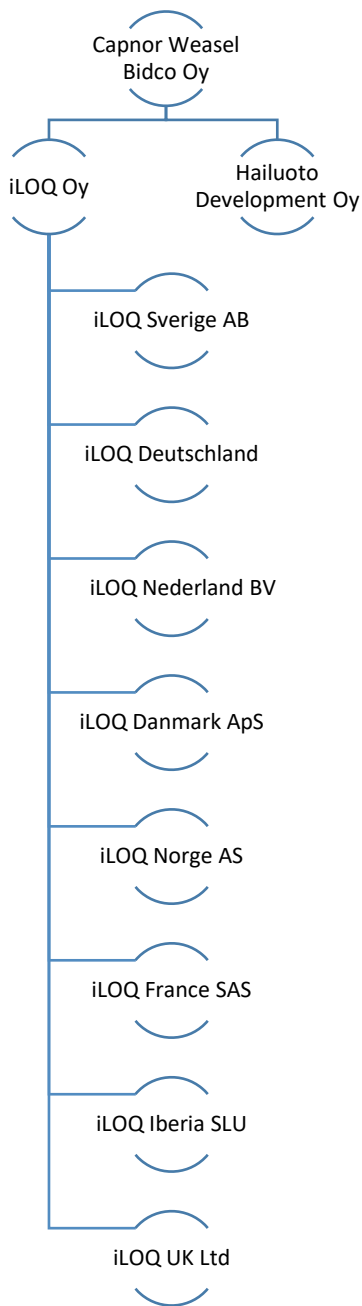 Capnor Weasel
Bidco Oy
iLOQ Oy
Hailuoto
Development Oy
iLOQ Sverige AB
iLOQ Deutschland
iLOQ Nederland BV
iLOQ Danmark ApS
iLOQ Norge AS
iLOQ France SAS
iLOQ Iberia SLU
iLOQ UK Ltd